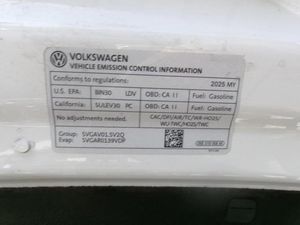 VOLKSWAGEN
VEHICLE EMISSION CONTROL INFORMATION
Conforms to regulations: 2025 MY
U.S. EPA: BIN30 LDV OBD: CA II Fuel: Gasoline
California: SULEV30 PC OBD: CA II Fuel: Gasoline
No adjustments needed. CAC/DFI/AIR/TC/WR-HO2S/
WU-TWC/HO2S/TWC
Group: SVGAV01.5V2Q
Evap: SVGAR0139VDP